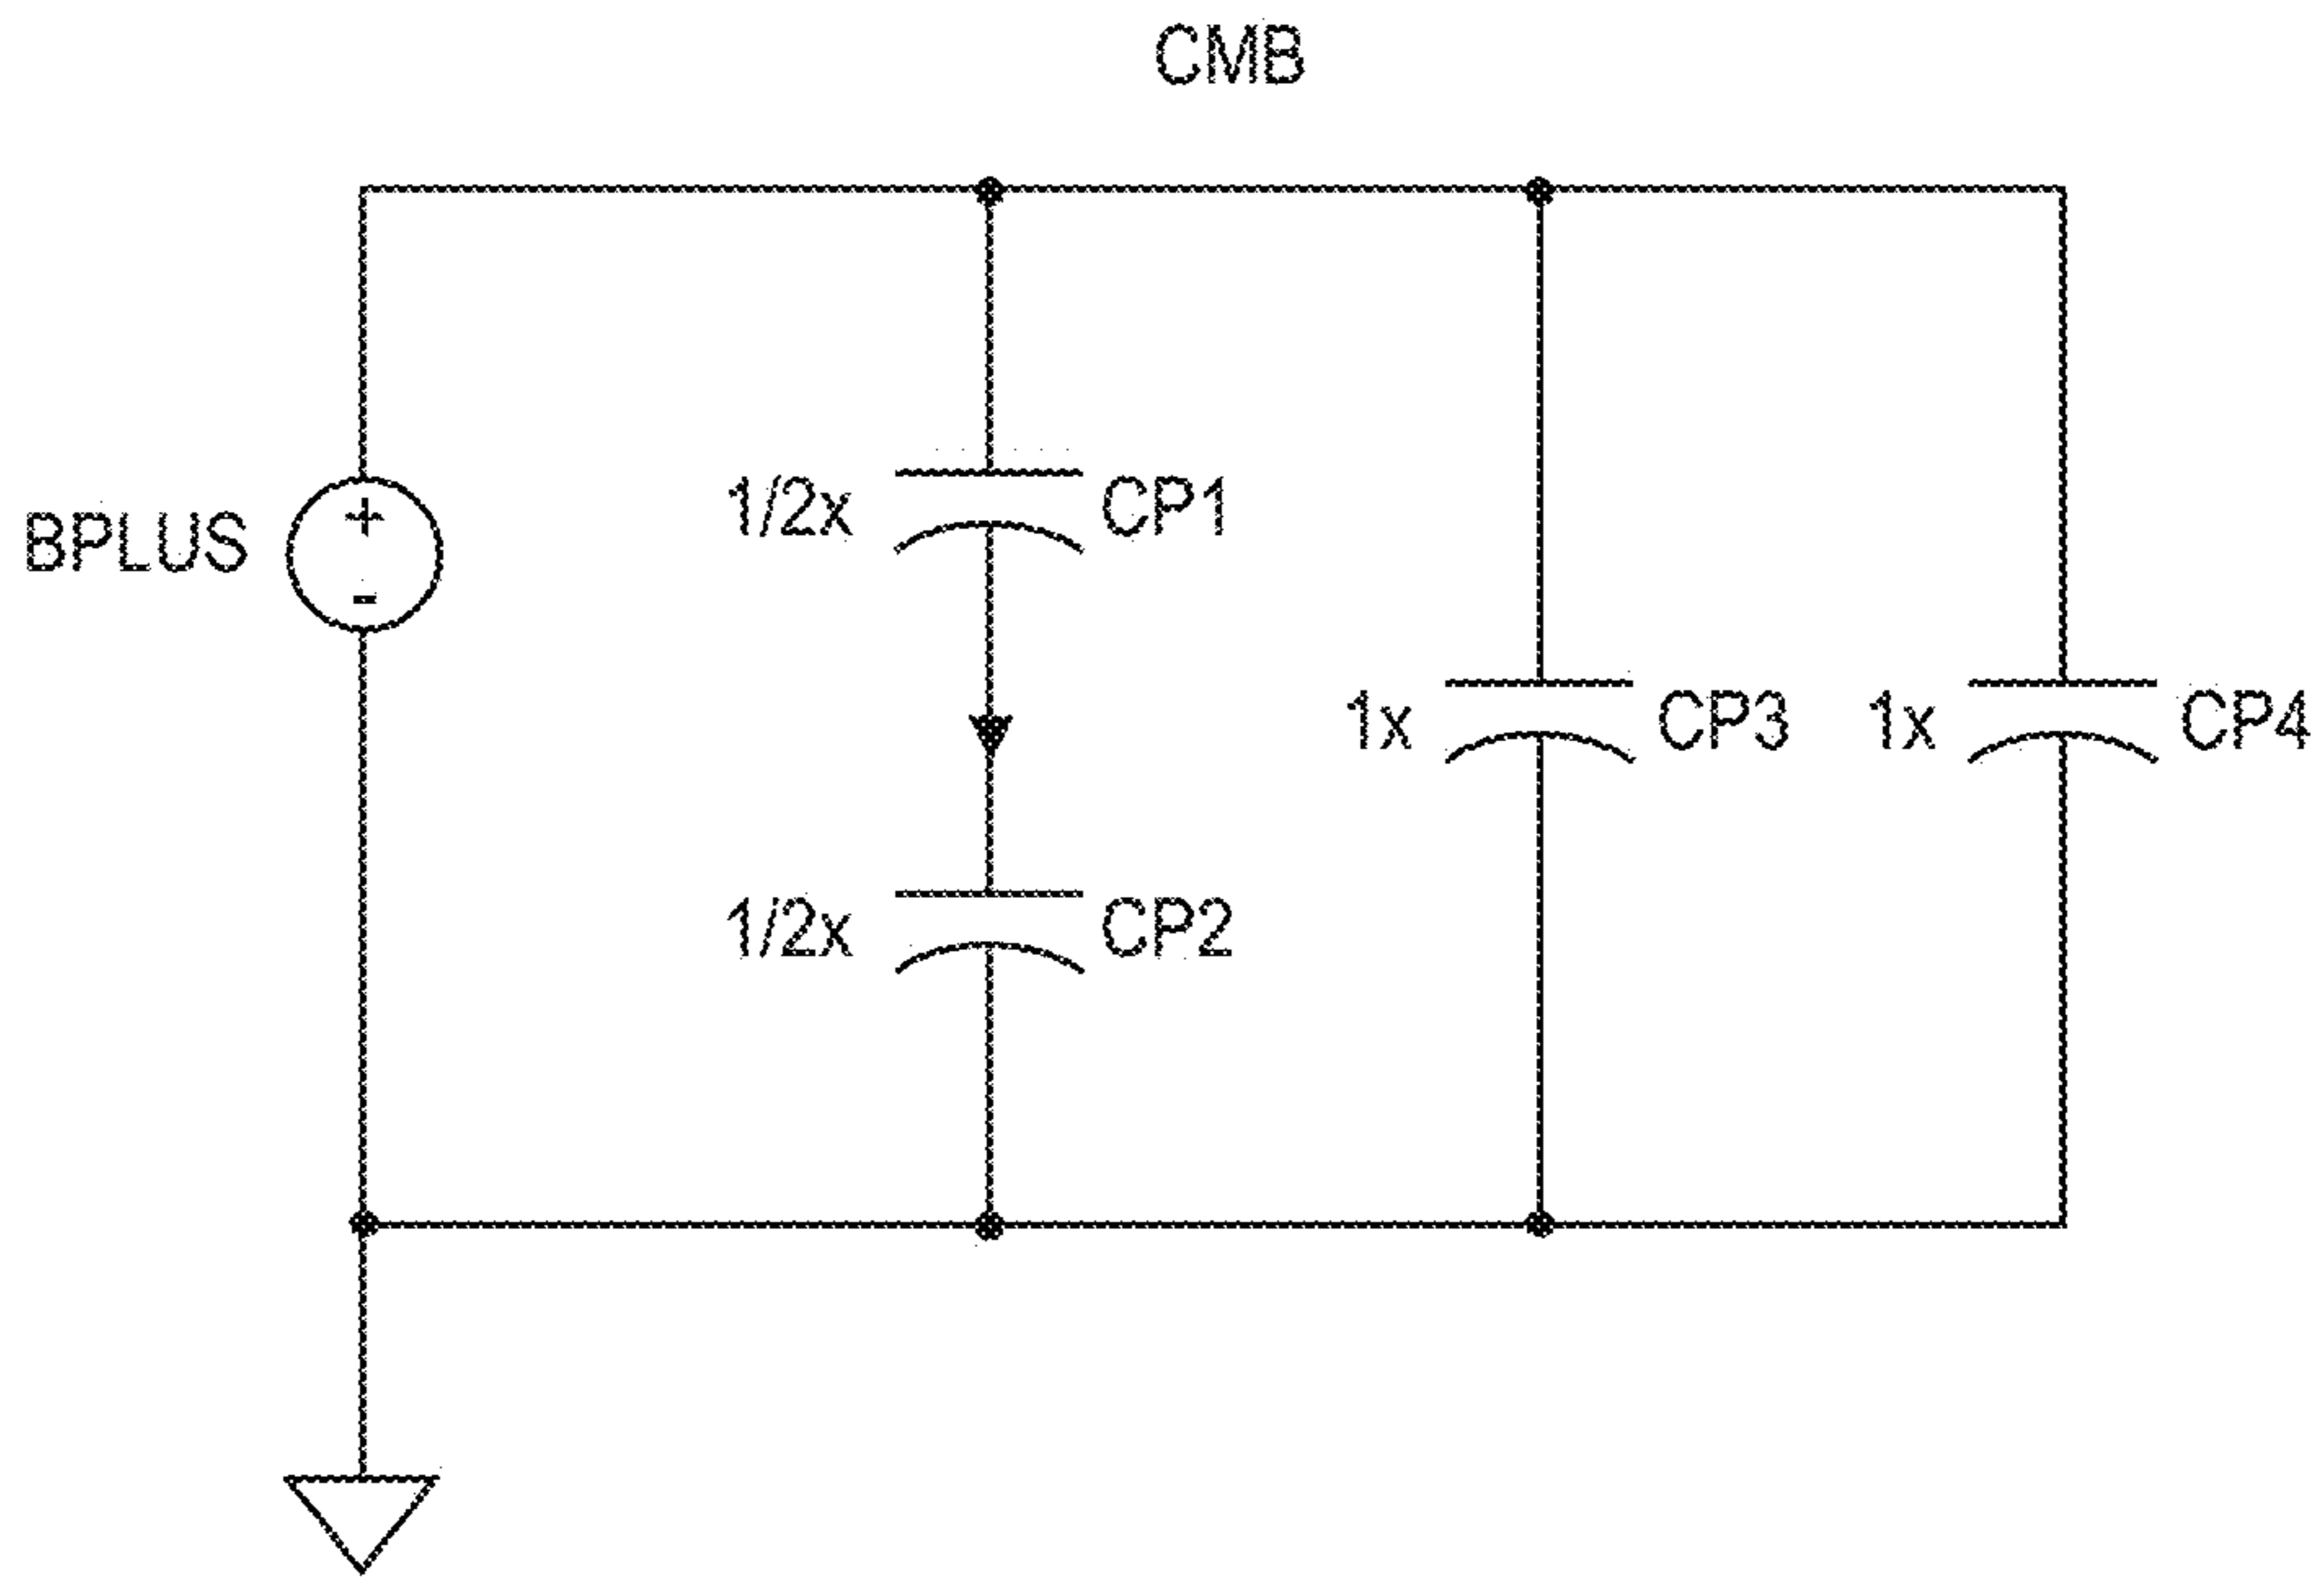 CMB
BPLUS
+
-
1/2x CP1
1/2x CP2
1x CP3
1x CP4